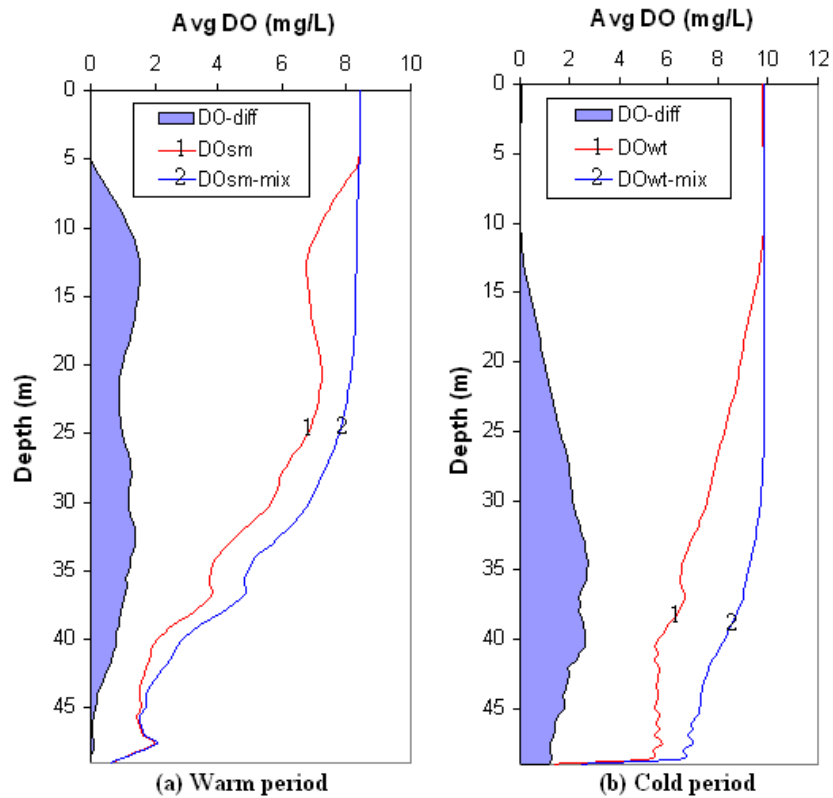 Avg DO (mg/L)
0 2 4 6 8 10
0
5
10
15
20
25
30
35
40
45
Depth (m)
DO-diff
1 DOsm
2 DOsm-mix
1 2
(a) Warm period
Avg DO (mg/L)
0 2 4 6 8 10 12
0
5
10
15
20
25
30
35
40
45
Depth (m)
DO-diff
1 DOwt
2 DOwt-mix
1 2
(b) Cold period